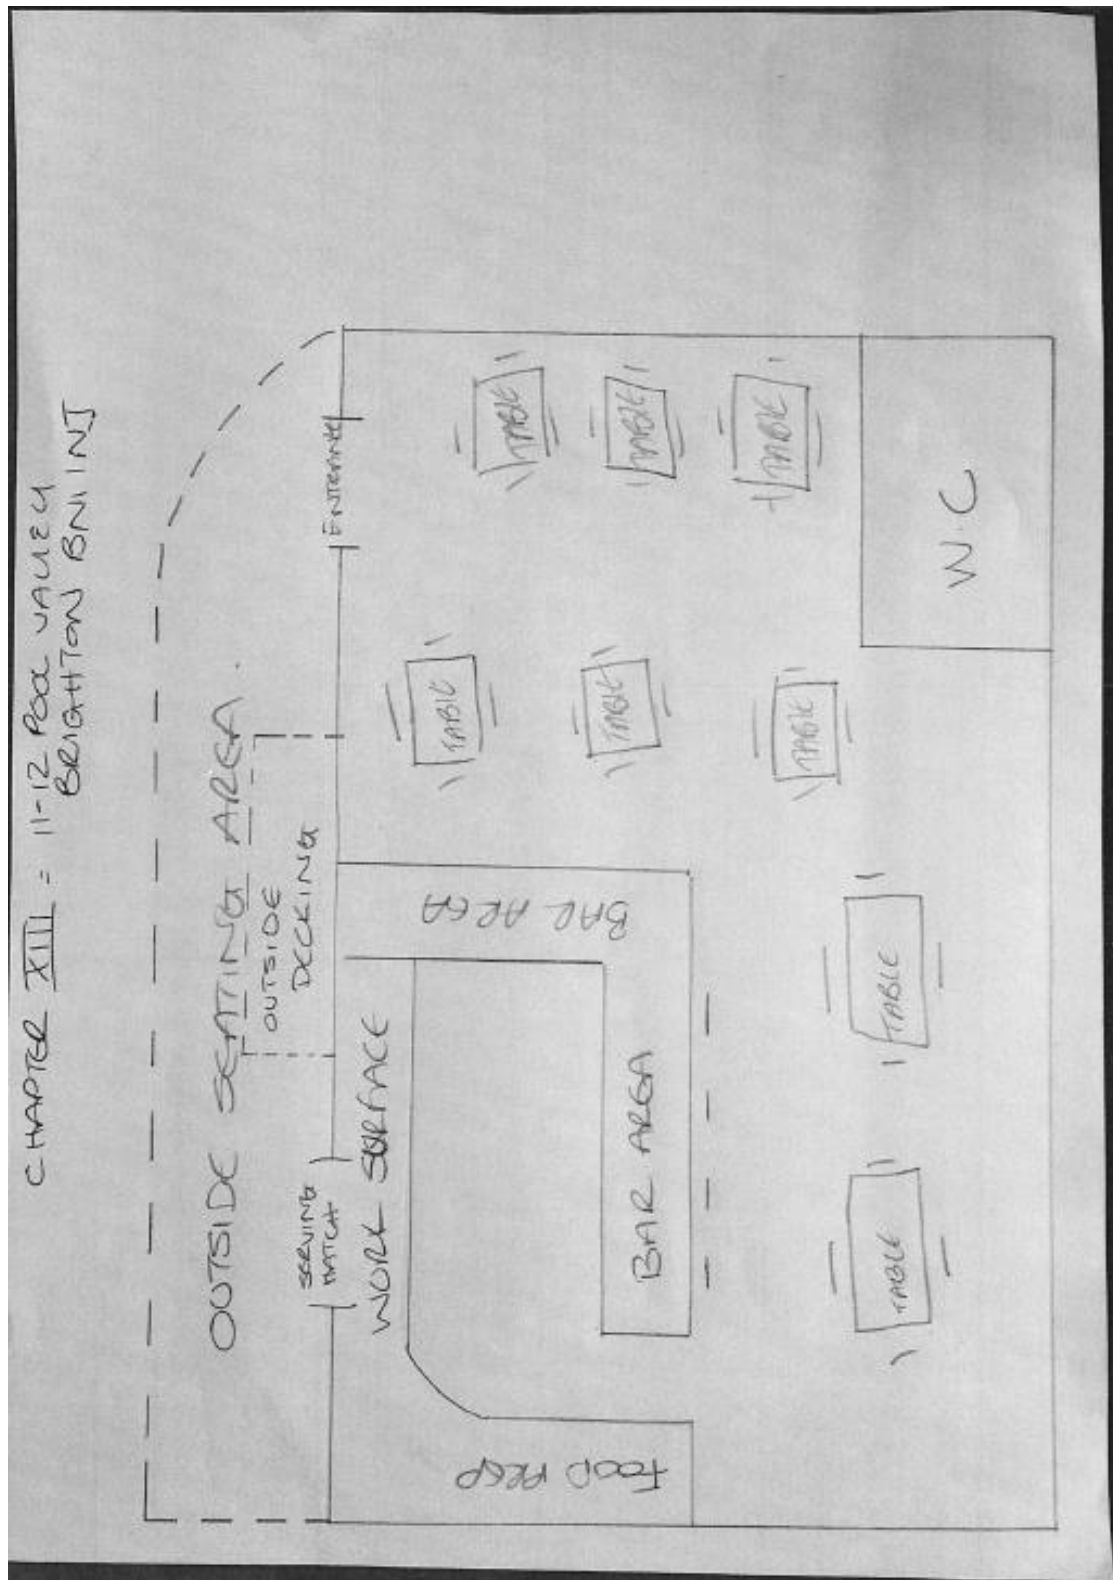 CHAPTER XIII = 11-12 POOL VALLEY
BRIGHTON BN1 1NJ
OUTSIDE SEATING AREA.
OUTSIDE
DECKING
SERVING
HATCH
ENTRANCE
WORK SURFACE
BAR AREA
BAR AREA
FOOD PREP
TABLE
TABLE
TABLE
TABLE
TABLE
TABLE
TABLE
TABLE
W.C